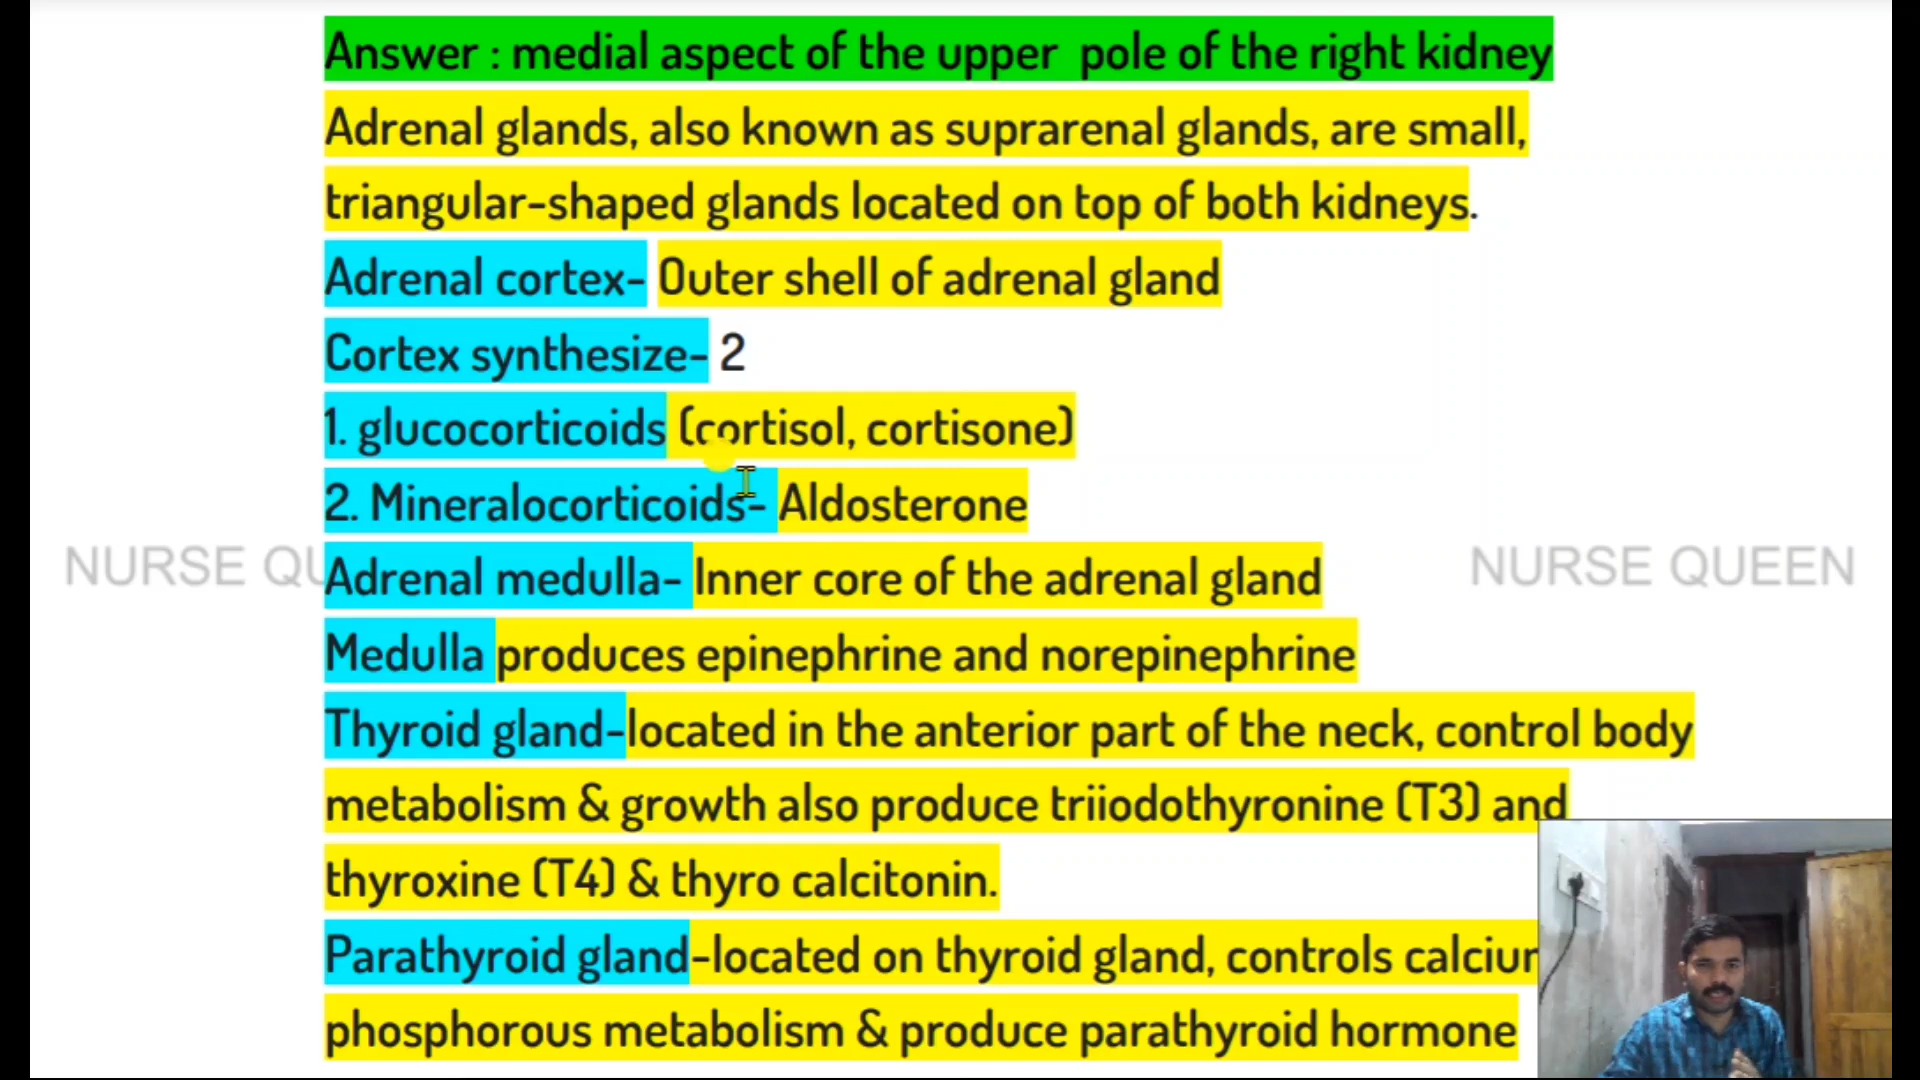 Answer : medial aspect of the upper pole of the right kidney
Adrenal glands, also known as suprarenal glands, are small,
triangular-shaped glands located on top of both kidneys.
Adrenal cortex- Outer shell of adrenal gland
Cortex synthesize- 2
1. glucocorticoids (cortisol, cortisone)
2. Mineralocorticoids- Aldosterone
NURSE QU
Adrenal medulla- Inner core of the adrenal gland
NURSE QUEEN
Medulla produces epinephrine and norepinephrine
Thyroid gland-located in the anterior part of the neck, control body
metabolism & growth also produce triiodothyronine (T3) and
thyroxine (T4) & thyro calcitonin.
Parathyroid gland-located on thyroid gland, controls calciu
phosphorous metabolism & produce parathyroid hormone